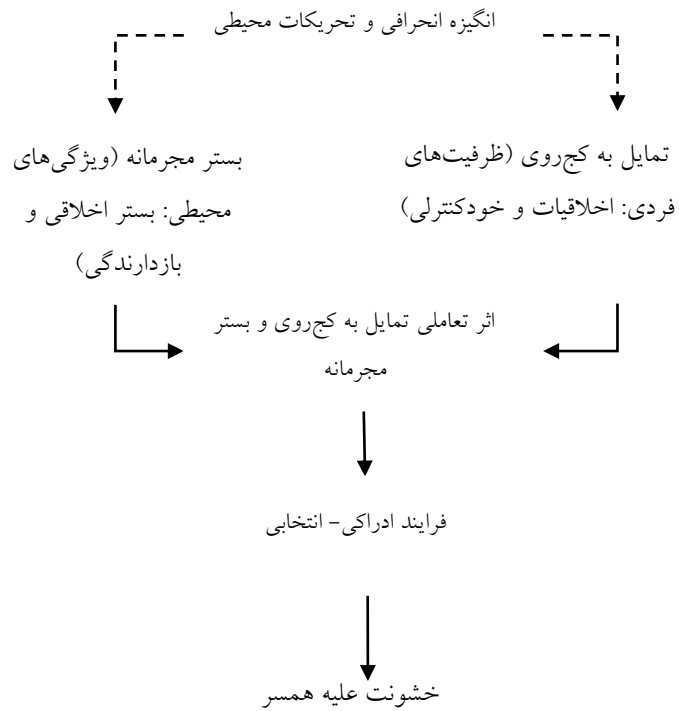 انگیزه انحرافی و تحریکات محیطی
تمایل به کج‌روی (ظرفیت‌های
فردی: اخلاقیات و خودکنترلی)
بستر مجرمانه (ویژگی‌های
محیطی: بستر اخلاقی و
بازدارندگی)
اثر تعاملی تمایل به کج‌روی و بستر
مجرمانه
فرایند ادراکی- انتخابی
خشونت علیه همسر